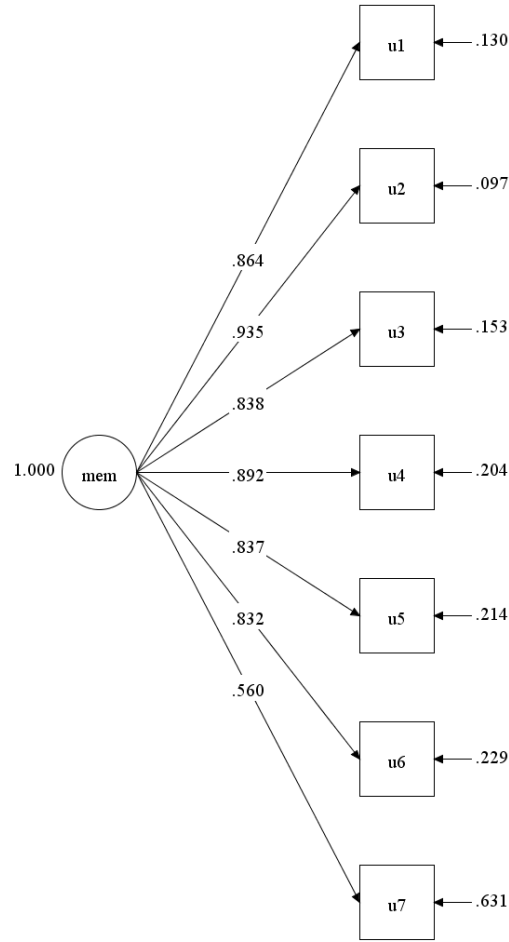 u1
.130
u2
.097
.864
.935
u3
.153
.838
1.000
mem
.892
u4
.204
.837
u5
.214
.832
.560
u6
.229
u7
.631